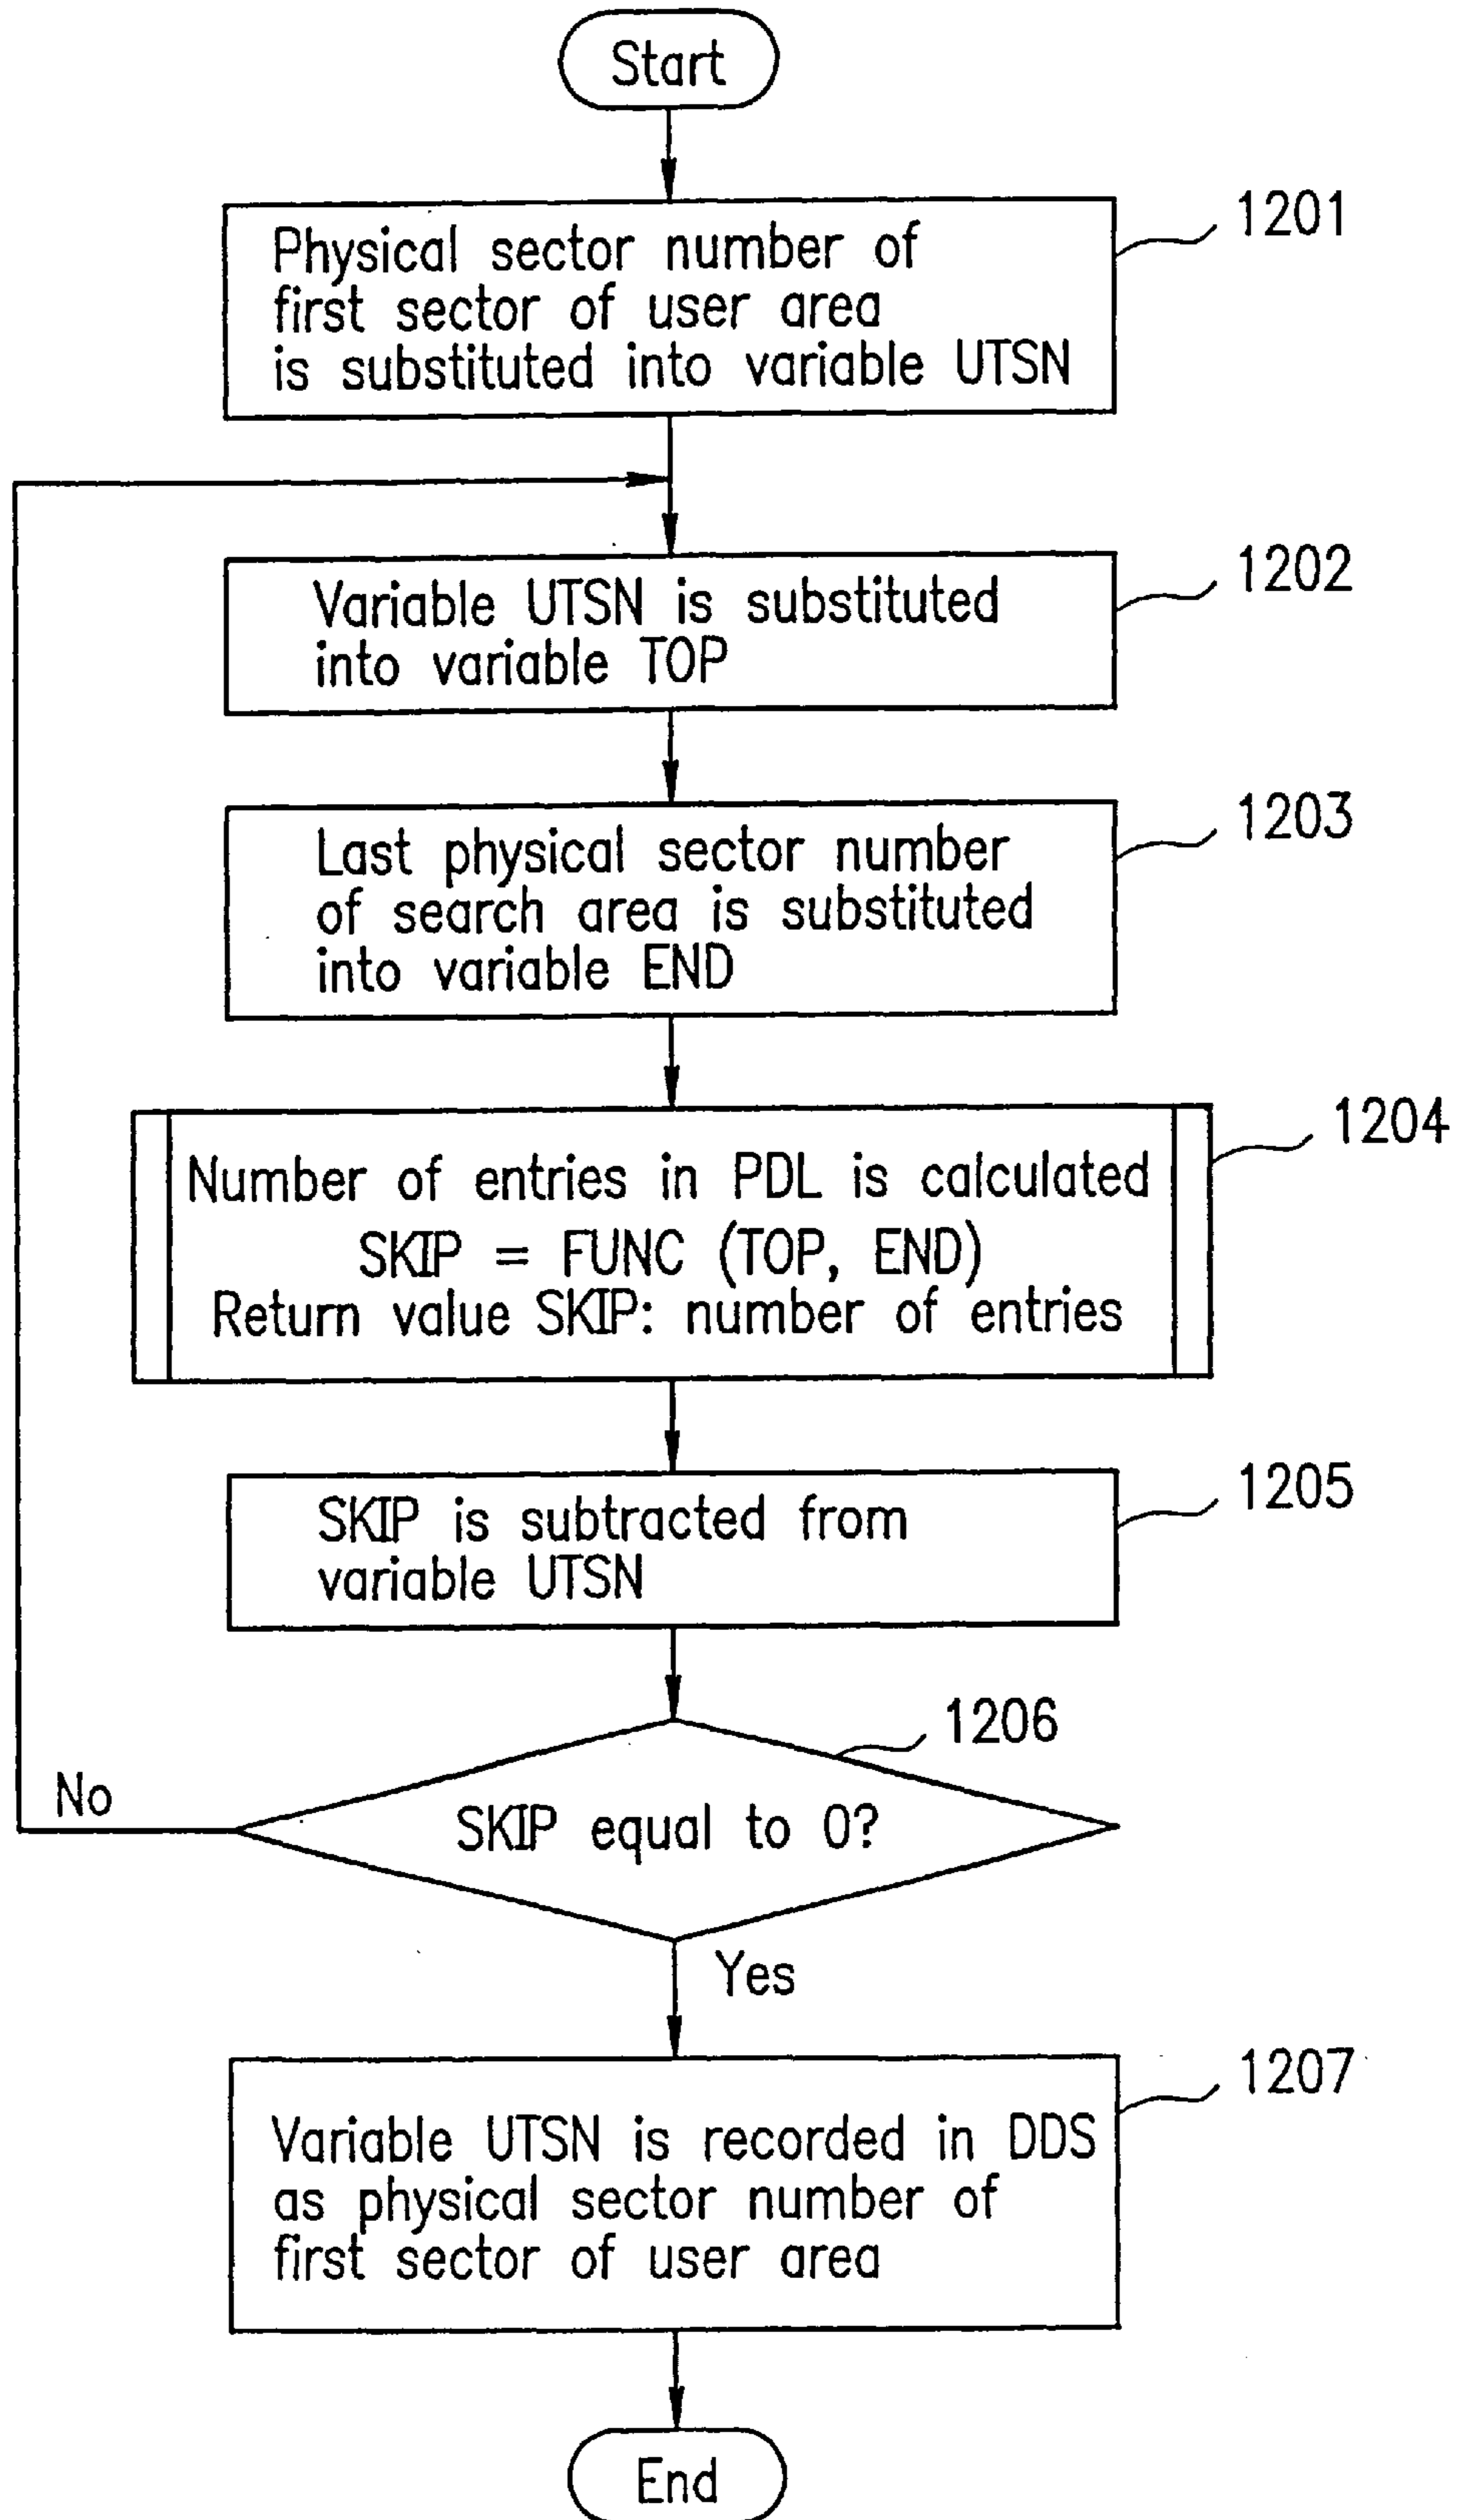 Start
1201
Physical sector number of
first sector of user area
is substituted into variable UTSN
1202
Variable UTSN is substituted
into variable TOP
1203
Last physical sector number
of search area is substituted
into variable END
1204
Number of entries in PDL is calculated
SKIP = FUNC (TOP, END)
Return value SKIP: number of entries
1205
SKIP is subtracted from
variable UTSN
1206
No
SKIP equal to 0?
Yes
1207
Variable UTSN is recorded in DDS
as physical sector number of
first sector of user area
End